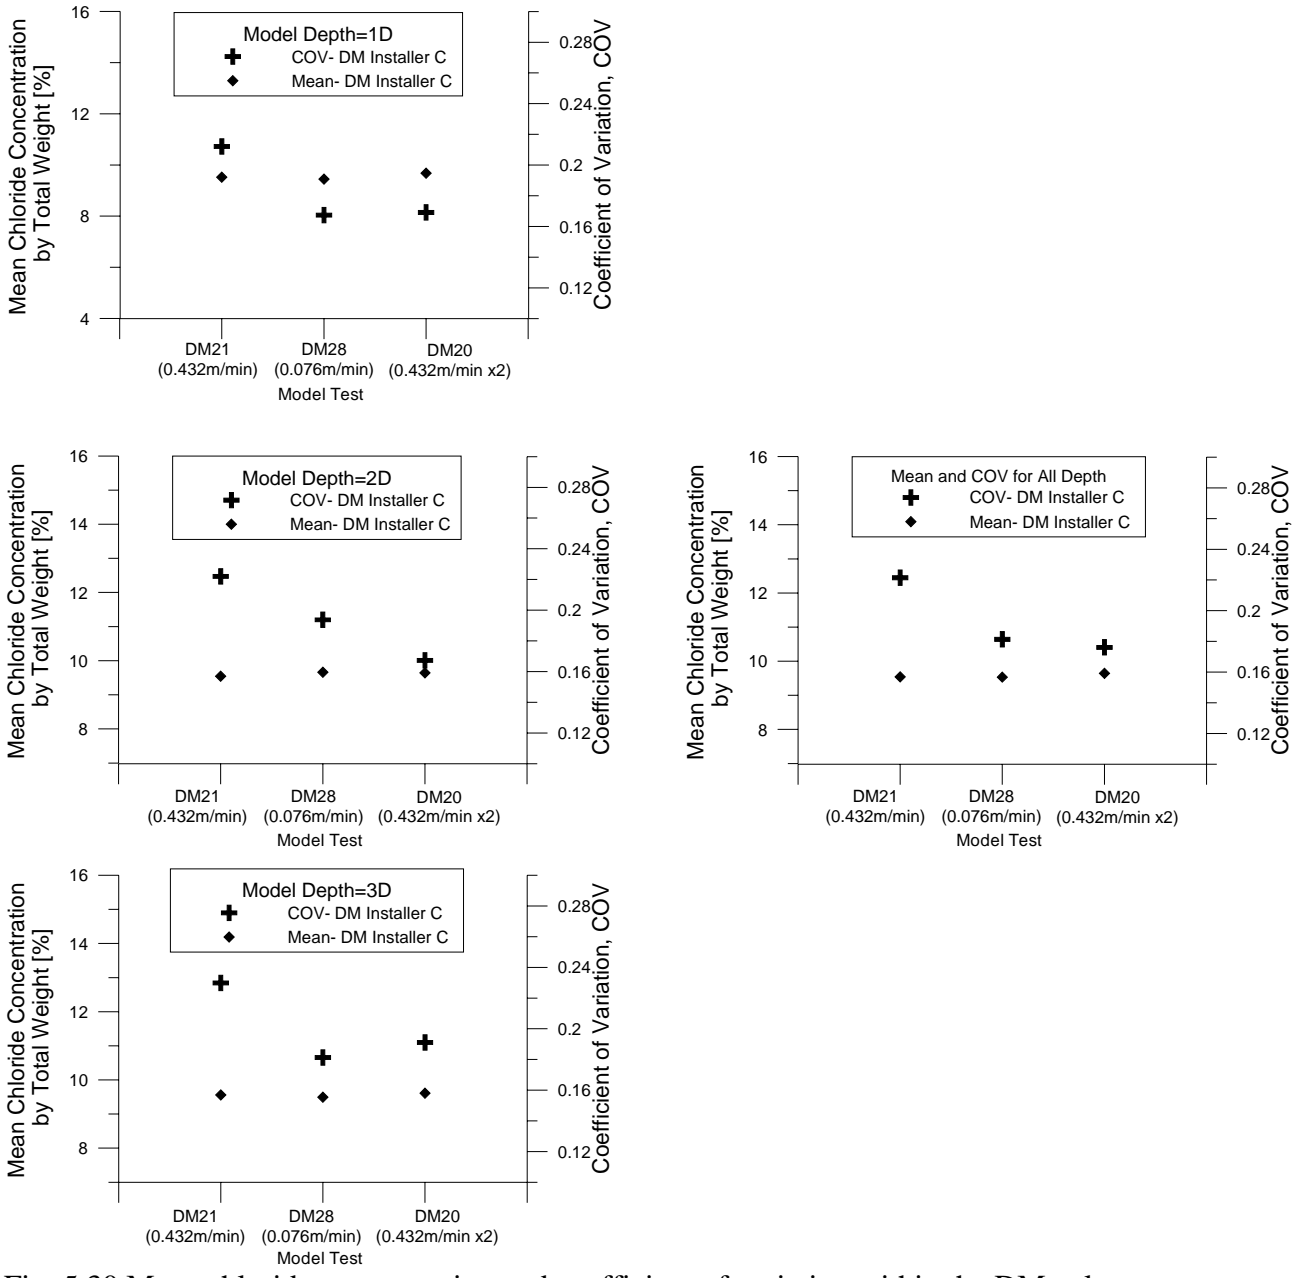 16
12
8
4
Mean Chloride Concentration
by Total Weight [%]
Model Depth=1D
COV- DM Installer C
Mean- DM Installer C
0.28
0.24
0.2
0.16
0.12
Coefficient of Variation, COV
DM21 DM28 DM20
(0.432m/min) (0.076m/min) (0.432m/min x2)
Model Test
16
14
12
10
8
Mean Chloride Concentration
by Total Weight [%]
Model Depth=2D
COV- DM Installer C
Mean- DM Installer C
0.28
0.24
0.2
0.16
0.12
Coefficient of Variation, COV
DM21 DM28 DM20
(0.432m/min) (0.076m/min) (0.432m/min x2)
Model Test
16
14
12
10
8
Mean Chloride Concentration
by Total Weight [%]
Mean and COV for All Depth
COV- DM Installer C
Mean- DM Installer C
0.28
0.24
0.2
0.16
0.12
Coefficient of Variation, COV
DM21 DM28 DM20
(0.432m/min) (0.076m/min) (0.432m/min x2)
Model Test
16
14
12
10
8
Mean Chloride Concentration
by Total Weight [%]
Model Depth=3D
COV- DM Installer C
Mean- DM Installer C
0.28
0.24
0.2
0.16
0.12
Coefficient of Variation, COV
DM21 DM28 DM20
(0.432m/min) (0.076m/min) (0.432m/min x2)
Model Test